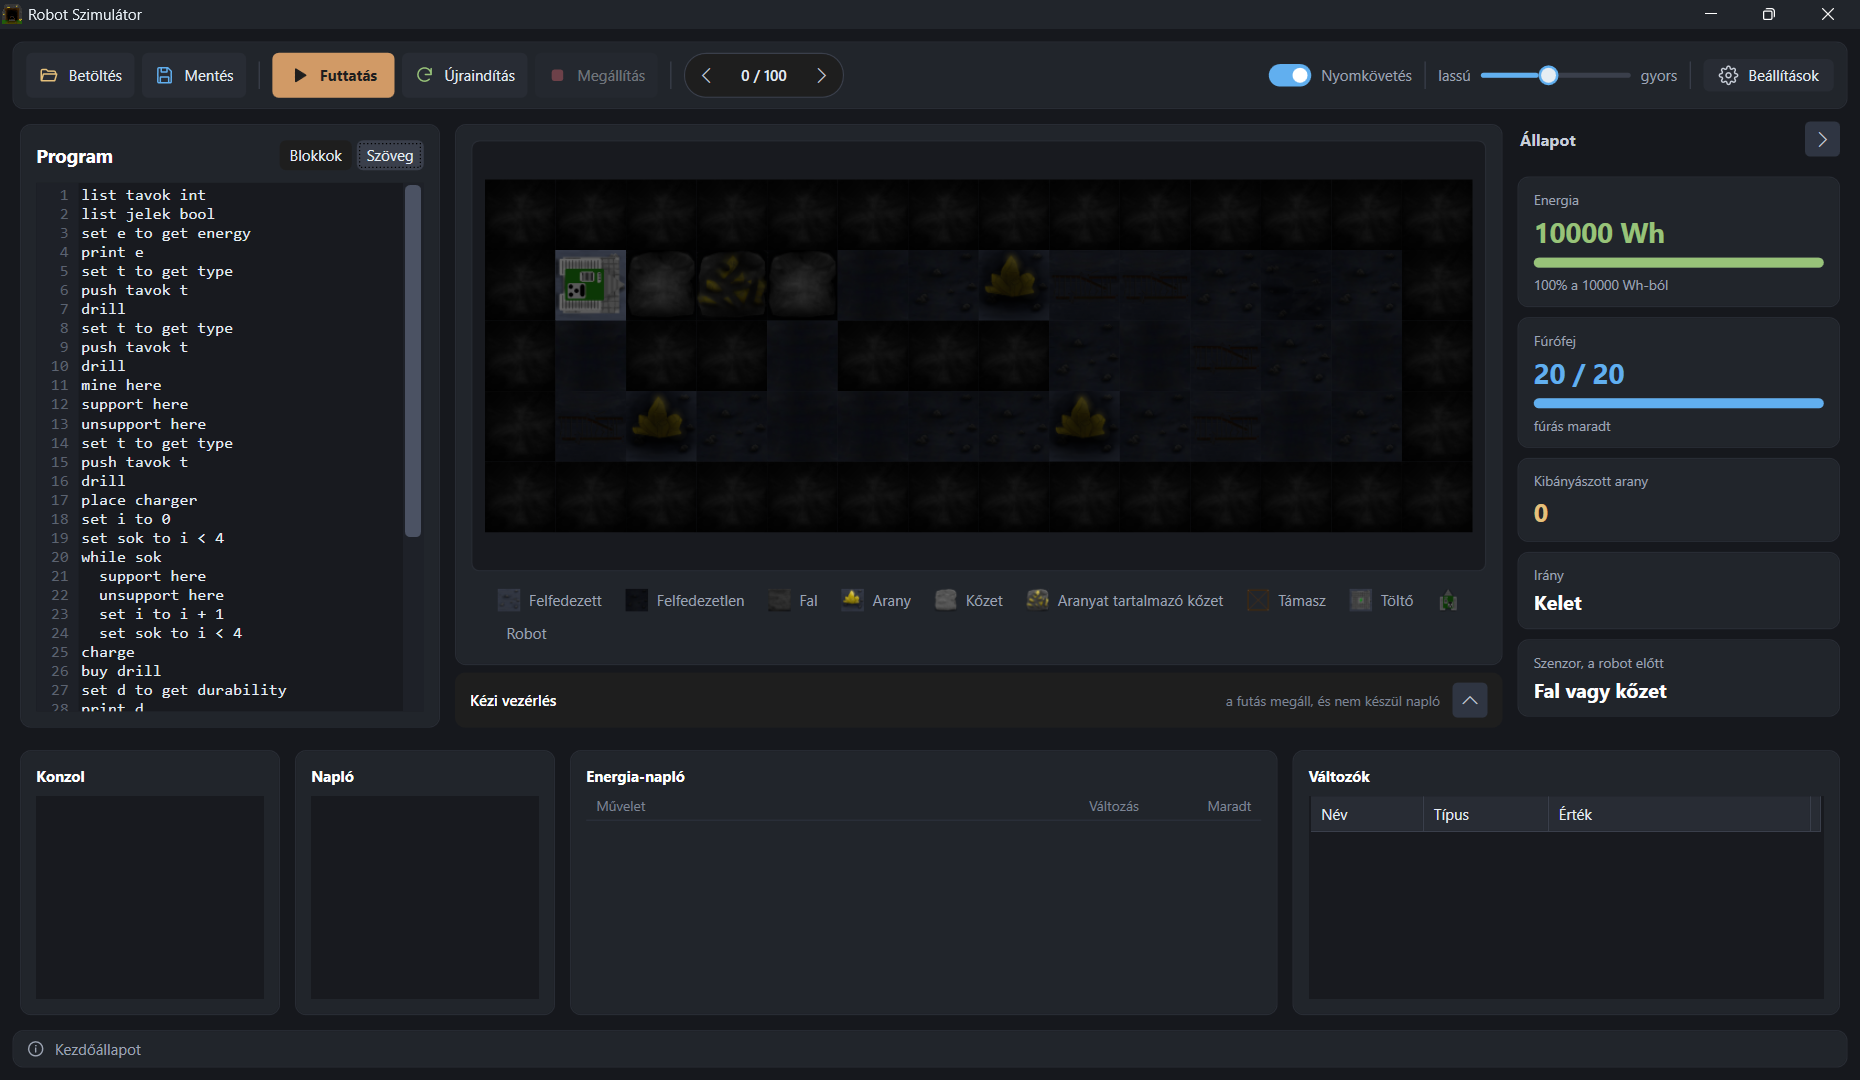 Robot Szimulátor
Betöltés Mentés Futtatás Újraindítás Megállítás 0 / 100 Nyomkövetés lassú gyors Beállítások
Program Blokkok Szöveg
1 list tavok int
2 list jelek bool
3 set e to get energy
4 print e
5 set t to get type
6 push tavok t
7 drill
8 set t to get type
9 push tavok t
10 drill
11 mine here
12 support here
13 unsupport here
14 set t to get type
15 push tavok t
16 drill
17 place charger
18 set i to 0
19 set sok to i < 4
20 while sok
21 support here
22 unsupport here
23 set i to i + 1
24 set sok to i < 4
25 charge
26 buy drill
27 set d to get durability
28 print d
Felfedezett Felfedezetlen Fal Arany Kőzet Aranyat tartalmazó kőzet Támasz Töltő
Robot
Kézi vezérlés a futás megáll, és nem készül napló
Állapot
Energia
10000 Wh
100% a 10000 Wh-ból
Fúrófej
20 / 20
fúrás maradt
Kibányászott arany
0
Irány
Kelet
Szenzor, a robot előtt
Fal vagy kőzet
Konzol
Napló
Energia-napló
Művelet Változás Maradt
Változók
Név Típus Érték
Kezdőállapot